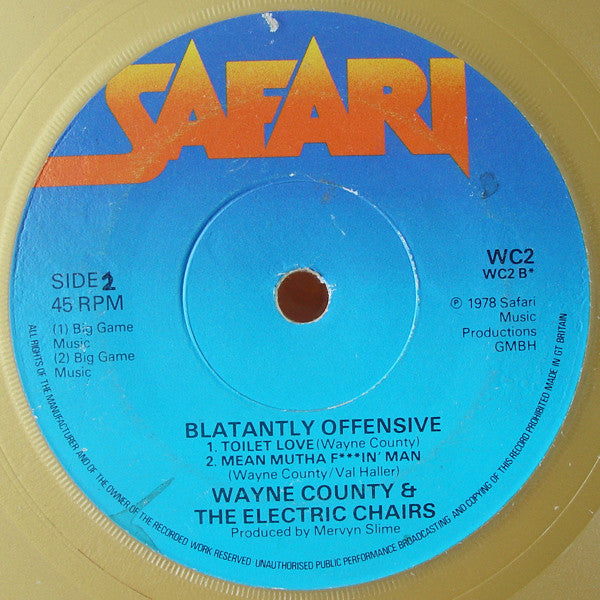 SAFARI
SIDE 2
45 RPM
(1) Big Game
Music
(2) Big Game
Music
WC2
WC2 B*
℗ 1978 Safari
Music
Productions
GMBH
BLATANTLY OFFENSIVE
1. TOILET LOVE (Wayne County)
2. MEAN MUTHA F***IN' MAN
(Wayne County/Val Haller)
WAYNE COUNTY &
THE ELECTRIC CHAIRS
Produced by Mervyn Slime
ALL RIGHTS OF THE MANUFACTURER AND OF THE OWNER OF THE RECORDED WORK RESERVED. UNAUTHORISED PUBLIC PERFORMANCE BROADCASTING AND COPYING OF THIS RECORD PROHIBITED MADE IN GT BRITAIN